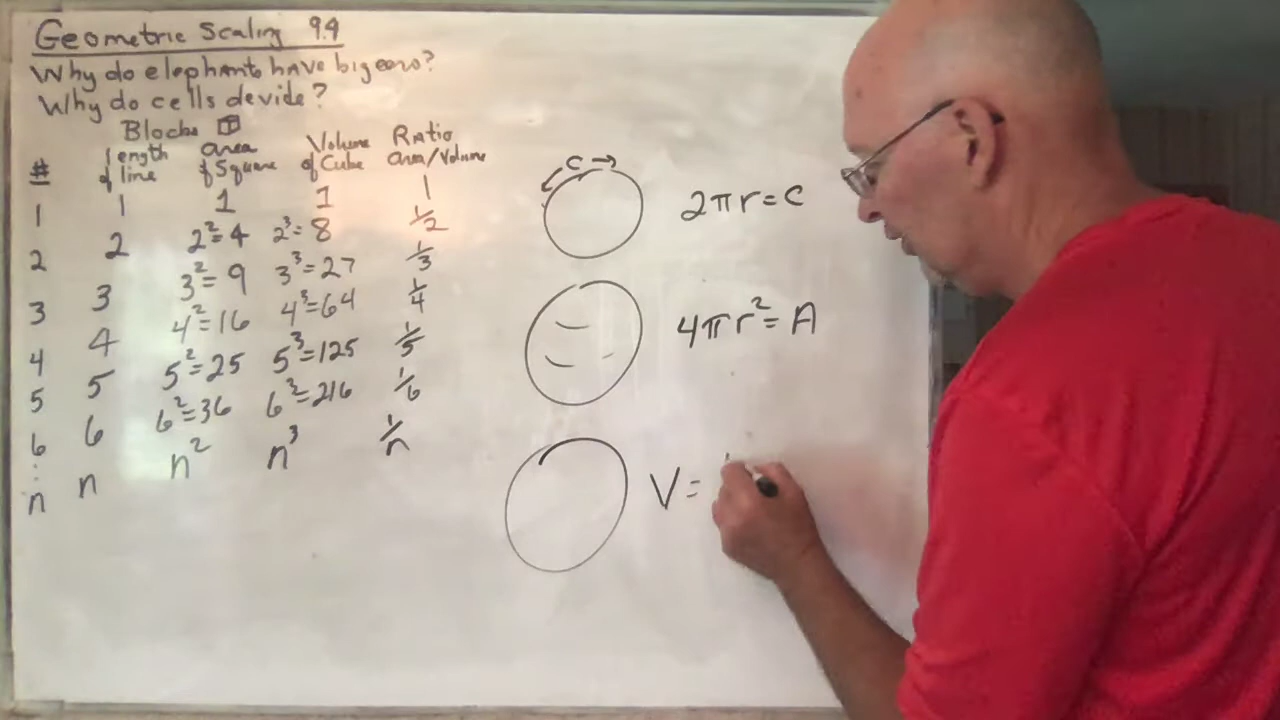 Geometric Scaling 9.4
Why do elephants have big ears?
Why do cells devide?
Blocks
# length of line area of Square Volume of Cube Ratio area/Volume
1 1 1 1 1
2 2 2²=4 2³=8 1/2
3 3 3²=9 3³=27 1/3
4 4 4²=16 4³=64 1/4
5 5 5²=25 5³=125 1/5
6 6 6²=36 6³=216 1/6
:
n n n² n³ 1/n
C
2πr=C
4πr²=A
V=